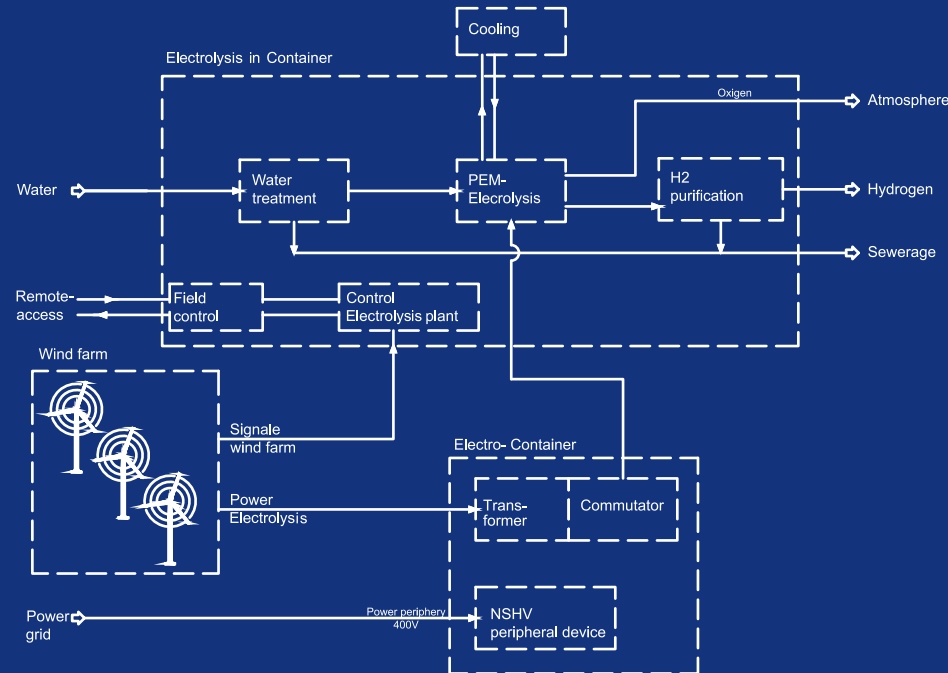 Cooling
Electrolysis in Container
Oxigen
Atmosphere
Water
Water
treatment
PEM-
Elecrolysis
H2
purification
Hydrogen
Sewerage
Remote-
access
Field
control
Control
Electrolysis plant
Wind farm
Signale
wind farm
Electro- Container
Power
Electrolysis
Trans-
former
Commutator
Power
grid
Power periphery
400V
NSHV
peripheral device